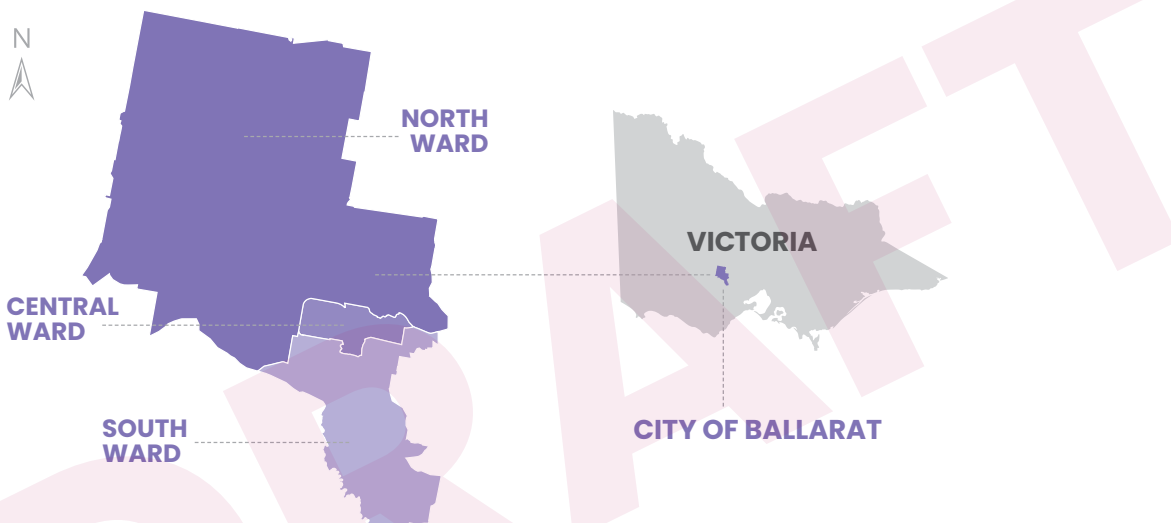 N
NORTH
WARD
VICTORIA
CENTRAL
WARD
SOUTH
WARD
CITY OF BALLARAT
DRAFT